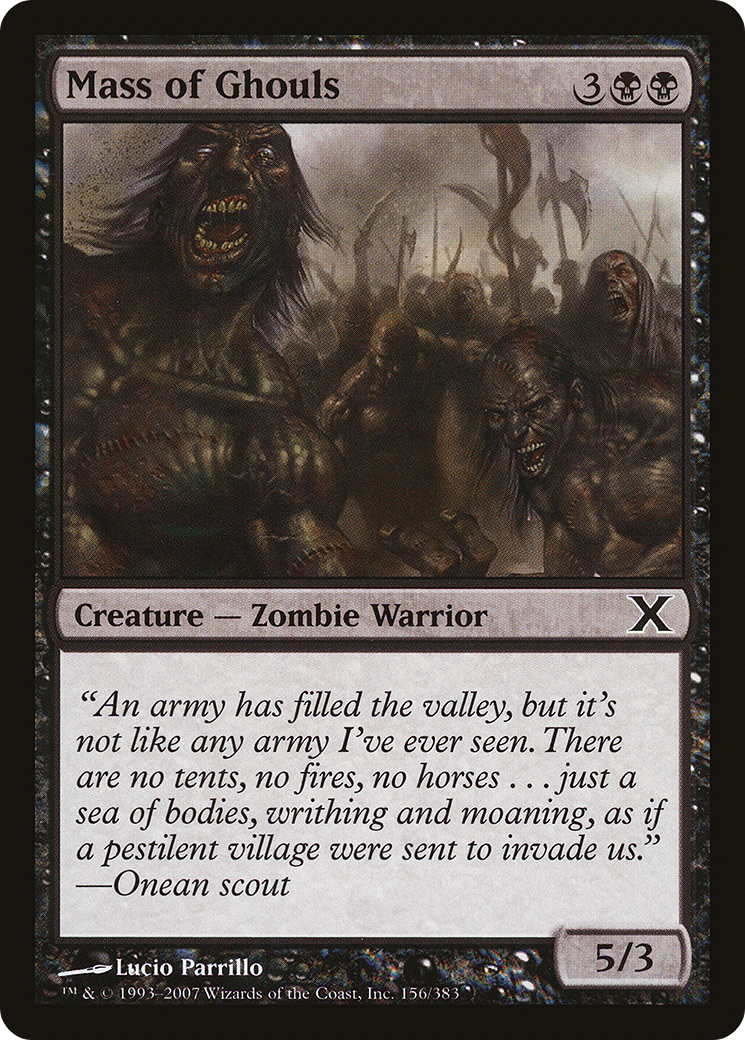 Mass of Ghouls
3
Creature — Zombie Warrior
X
“An army has filled the valley, but it’s
not like any army I’ve ever seen. There
are no tents, no fires, no horses . . . just a
sea of bodies, writhing and moaning, as if
a pestilent village were sent to invade us.”
—Onean scout
5/3
Lucio Parrillo
™ & © 1993–2007 Wizards of the Coast, Inc. 156/383